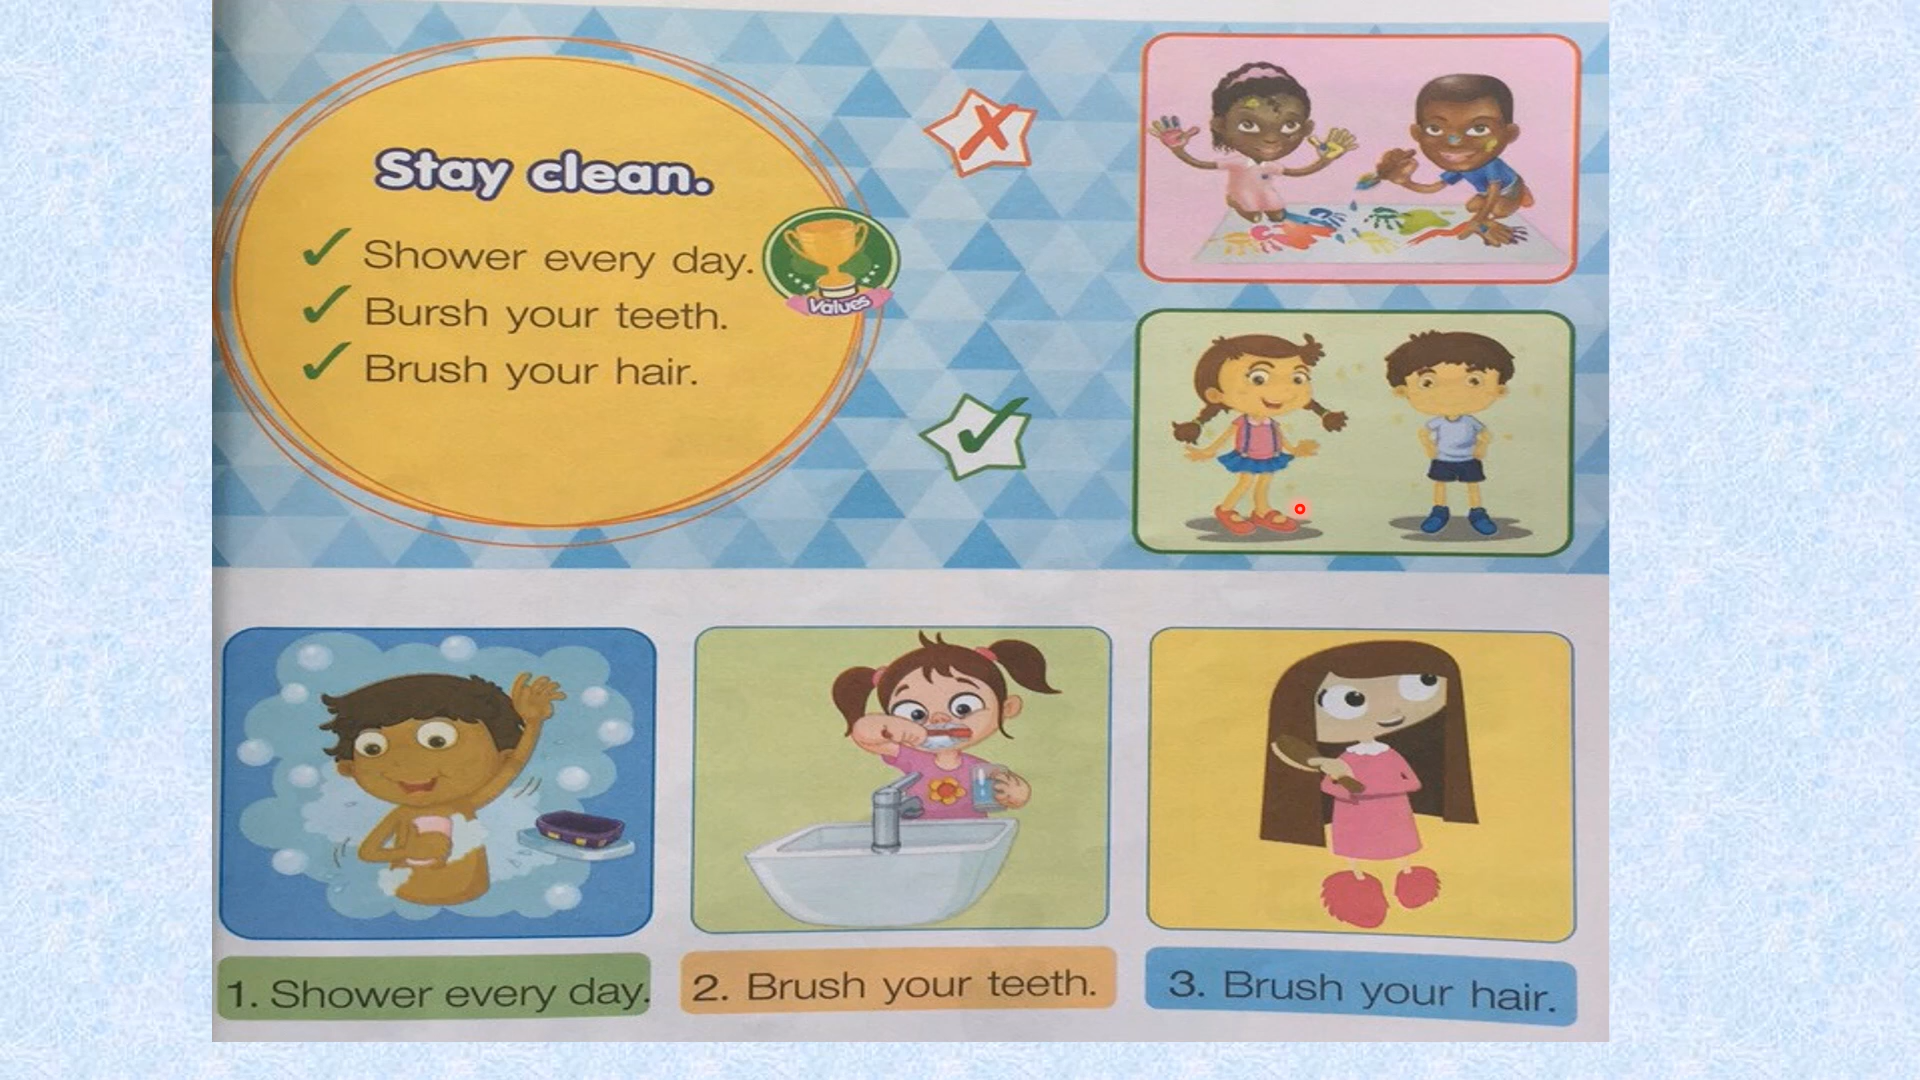 Stay clean.
✓ Shower every day.
✓ Bursh your teeth.
✓ Brush your hair.
Values
1. Shower every day.
2. Brush your teeth.
3. Brush your hair.